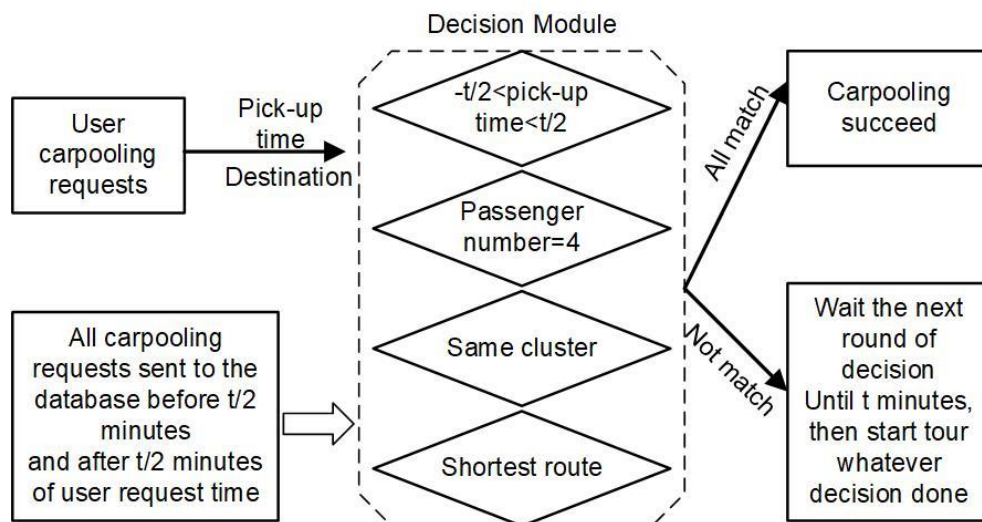 Decision Module
User
carpooling
requests
Pick-up
time
Destination
-t/2<pick-up
time<t/2
Passenger
number=4
Same cluster
Shortest route
All carpooling
requests sent to the
database before t/2
minutes
and after t/2 minutes
of user request time
All match
Not match
Carpooling
succeed
Wait the next
round of
decision
Until t minutes,
then start tour
whatever
decision done